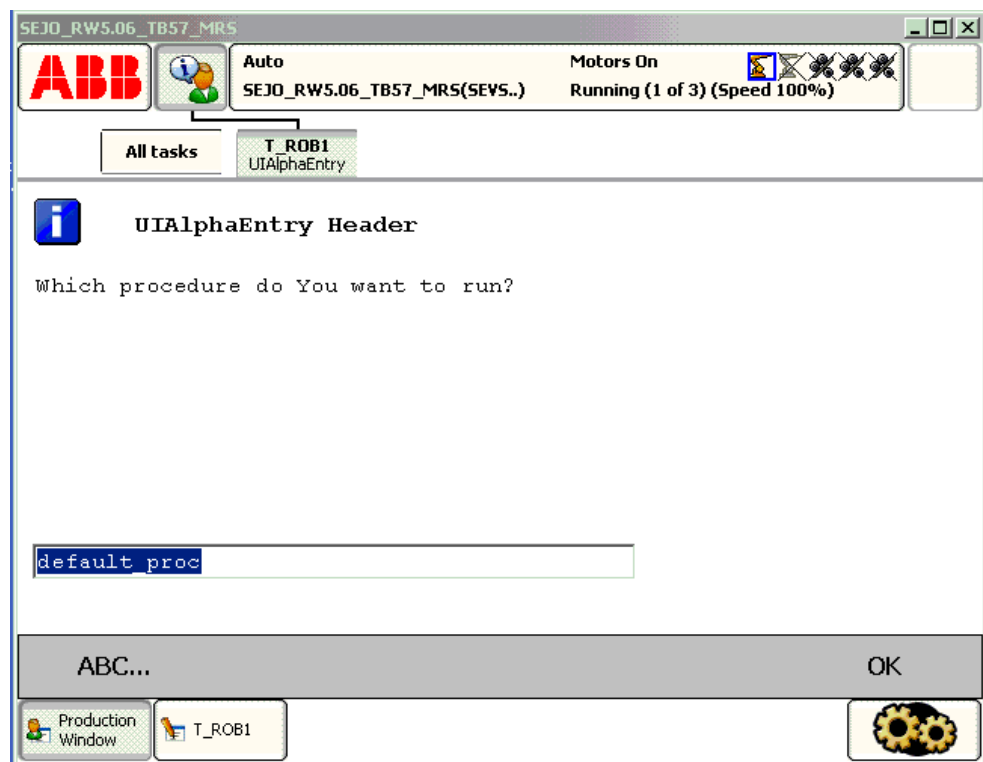 SEJO_RW5.06_TB57_MRS
ABB
Auto
SEJO_RW5.06_TB57_MRS(SEVS..)
Motors On
Running (1 of 3) (Speed 100%)
All tasks
T_ROB1
UIAlphaEntry
i
UIAlphaEntry Header
Which procedure do You want to run?
default_proc
ABC...
OK
Production
Window
T_ROB1